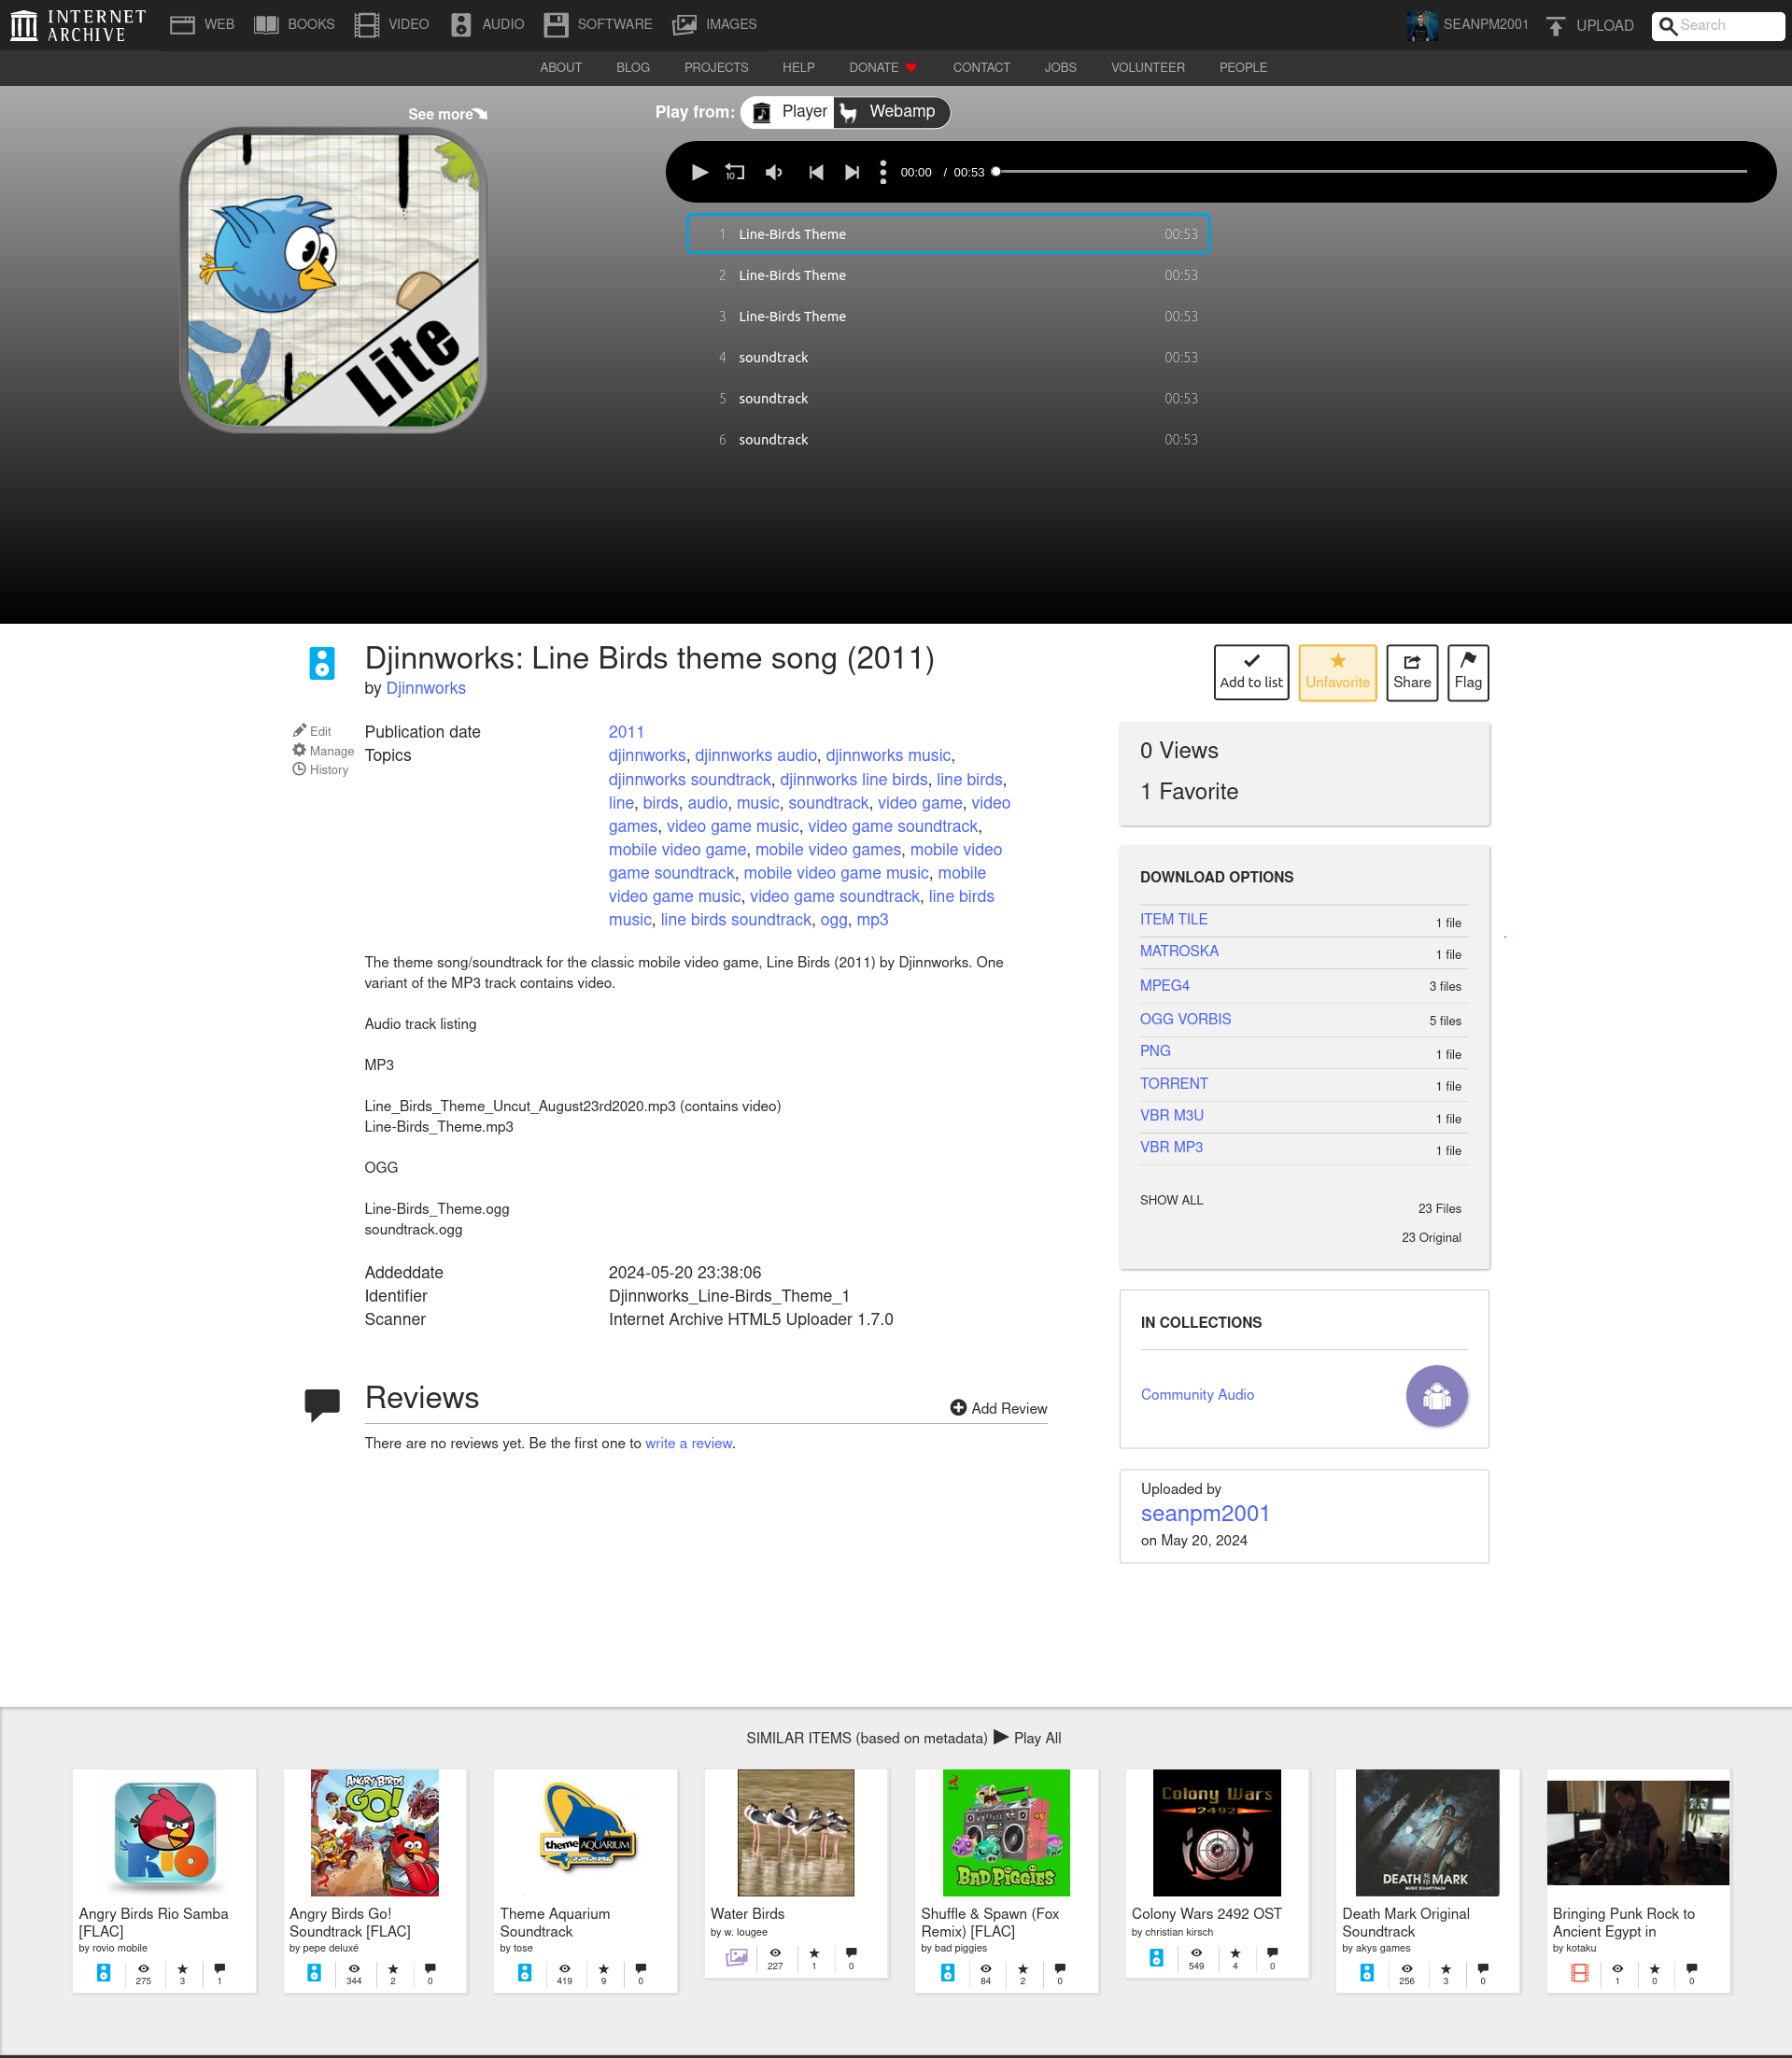 INTERNET ARCHIVE
WEB BOOKS VIDEO AUDIO SOFTWARE IMAGES SEANPM2001 UPLOAD Search
ABOUT BLOG PROJECTS HELP DONATE CONTACT JOBS VOLUNTEER PEOPLE
See more
Lite
Play from: Player Webamp
10 00:00 / 00:53
1 Line-Birds Theme 00:53
2 Line-Birds Theme 00:53
3 Line-Birds Theme 00:53
4 soundtrack 00:53
5 soundtrack 00:53
6 soundtrack 00:53
Djinnworks: Line Birds theme song (2011)
by Djinnworks
Edit
Manage
History
Publication date 2011
Topics djinnworks, djinnworks audio, djinnworks music,
djinnworks soundtrack, djinnworks line birds, line birds,
line, birds, audio, music, soundtrack, video game, video
games, video game music, video game soundtrack,
mobile video game, mobile video games, mobile video
game soundtrack, mobile video game music, mobile
video game music, video game soundtrack, line birds
music, line birds soundtrack, ogg, mp3
The theme song/soundtrack for the classic mobile video game, Line Birds (2011) by Djinnworks. One
variant of the MP3 track contains video.
Audio track listing
MP3
Line_Birds_Theme_Uncut_August23rd2020.mp3 (contains video)
Line-Birds_Theme.mp3
OGG
Line-Birds_Theme.ogg
soundtrack.ogg
Addeddate 2024-05-20 23:38:06
Identifier Djinnworks_Line-Birds_Theme_1
Scanner Internet Archive HTML5 Uploader 1.7.0
Reviews
Add Review
There are no reviews yet. Be the first one to write a review.
Add to list Unfavorite Share Flag
0 Views
1 Favorite
DOWNLOAD OPTIONS
ITEM TILE 1 file
MATROSKA 1 file
MPEG4 3 files
OGG VORBIS 5 files
PNG 1 file
TORRENT 1 file
VBR M3U 1 file
VBR MP3 1 file
SHOW ALL 23 Files
23 Original
IN COLLECTIONS
Community Audio
Uploaded by
seanpm2001
on May 20, 2024
SIMILAR ITEMS (based on metadata) Play All
RIO
Angry Birds Rio Samba
[FLAC]
by rovio mobile
275 3 1
ANGRY BIRDS
GO!
Angry Birds Go!
Soundtrack [FLAC]
by pepe deluxé
344 2 0
theme AQUARIUM
Theme Aquarium
Soundtrack
by tose
419 9 0
Water Birds
by w. lougee
227 1 0
BAD PIGGIES
Shuffle & Spawn (Fox
Remix) [FLAC]
by bad piggies
84 2 0
Colony Wars
2492
Colony Wars 2492 OST
by christian kirsch
549 4 0
DEATH MARK
Death Mark Original
Soundtrack
by akys games
256 3 0
Bringing Punk Rock to
Ancient Egypt in
by kotaku
1 0 0